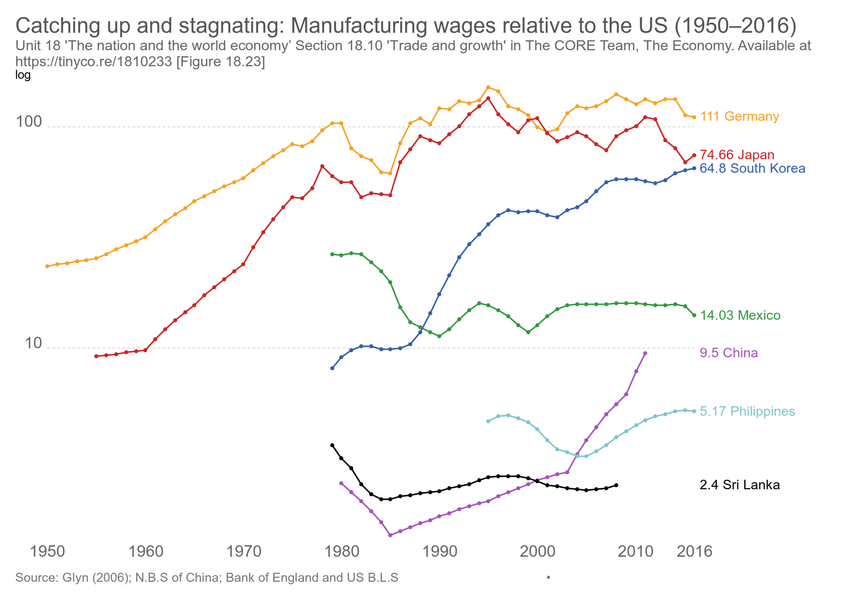 Catching up and stagnating: Manufacturing wages relative to the US (1950–2016)
Unit 18 'The nation and the world economy' Section 18.10 'Trade and growth' in The CORE Team, The Economy. Available at
https://tinyco.re/1810233 [Figure 18.23]
log
100
111 Germany
74.66 Japan
64.8 South Korea
14.03 Mexico
10
9.5 China
5.17 Philippines
2.4 Sri Lanka
1950 1960 1970 1980 1990 2000 2010 2016
Source: Glyn (2006); N.B.S of China; Bank of England and US B.L.S